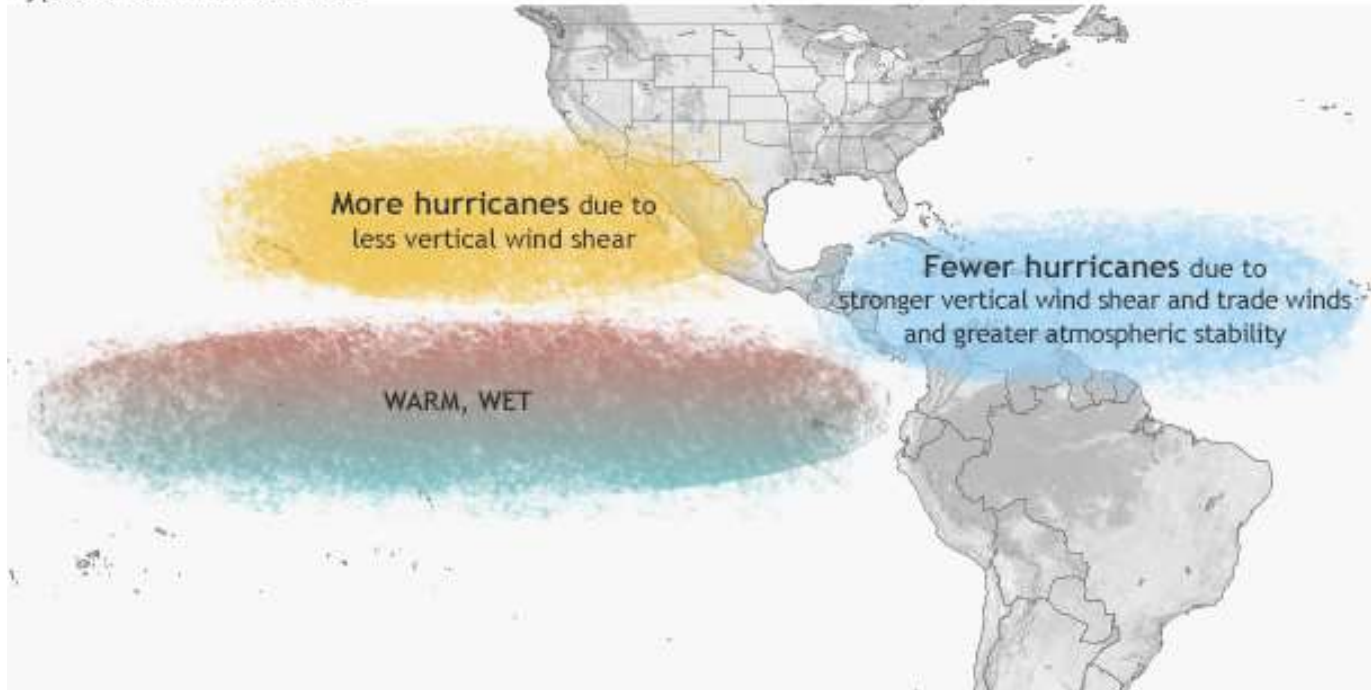 More hurricanes due to
less vertical wind shear
Fewer hurricanes due to
stronger vertical wind shear and trade winds
and greater atmospheric stability
WARM, WET